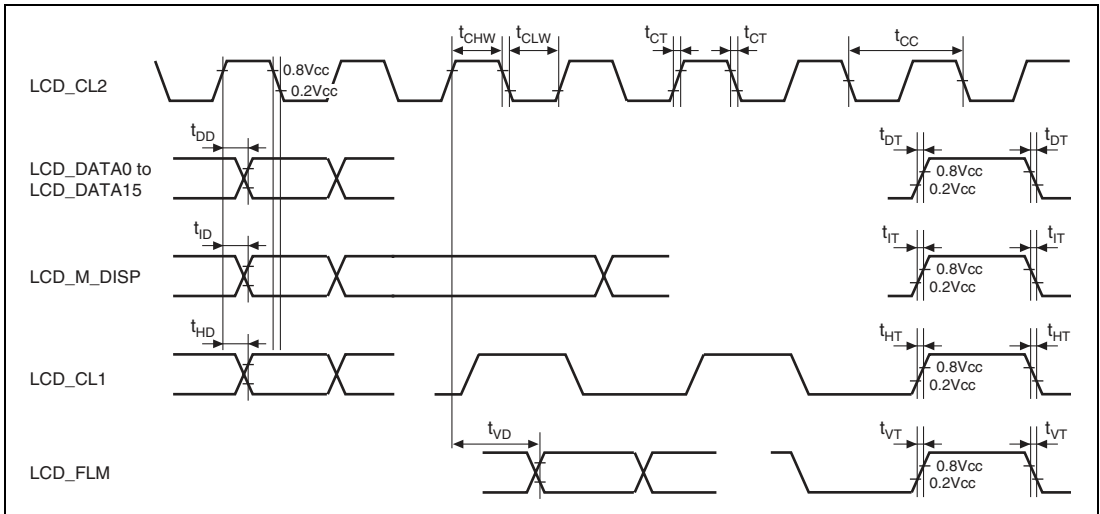 tCHW tCLW tCT tCT tCC
LCD_CL2
0.8Vcc
0.2Vcc
tDD tDT tDT
LCD_DATA0 to
LCD_DATA15
0.8Vcc
0.2Vcc
tID tIT tIT
LCD_M_DISP
0.8Vcc
0.2Vcc
tHD tHT tHT
LCD_CL1
0.8Vcc
0.2Vcc
tVD tVT tVT
LCD_FLM
0.8Vcc
0.2Vcc